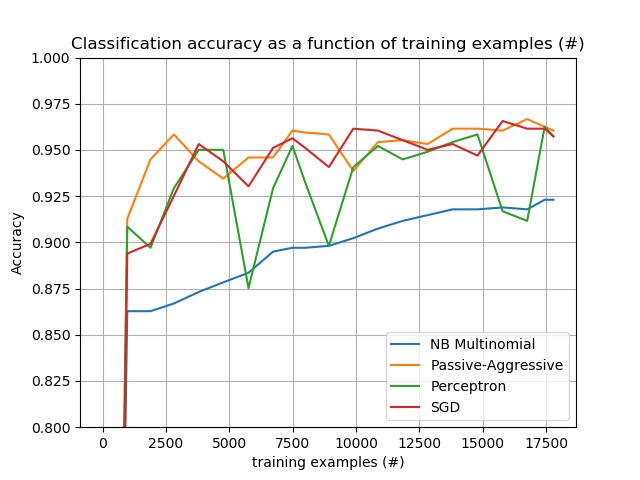 Classification accuracy as a function of training examples (#)
1.000
0.975
0.950
0.925
0.900
0.875
0.850
0.825
0.800
Accuracy
NB Multinomial
Passive-Aggressive
Perceptron
SGD
0 2500 5000 7500 10000 12500 15000 17500
training examples (#)